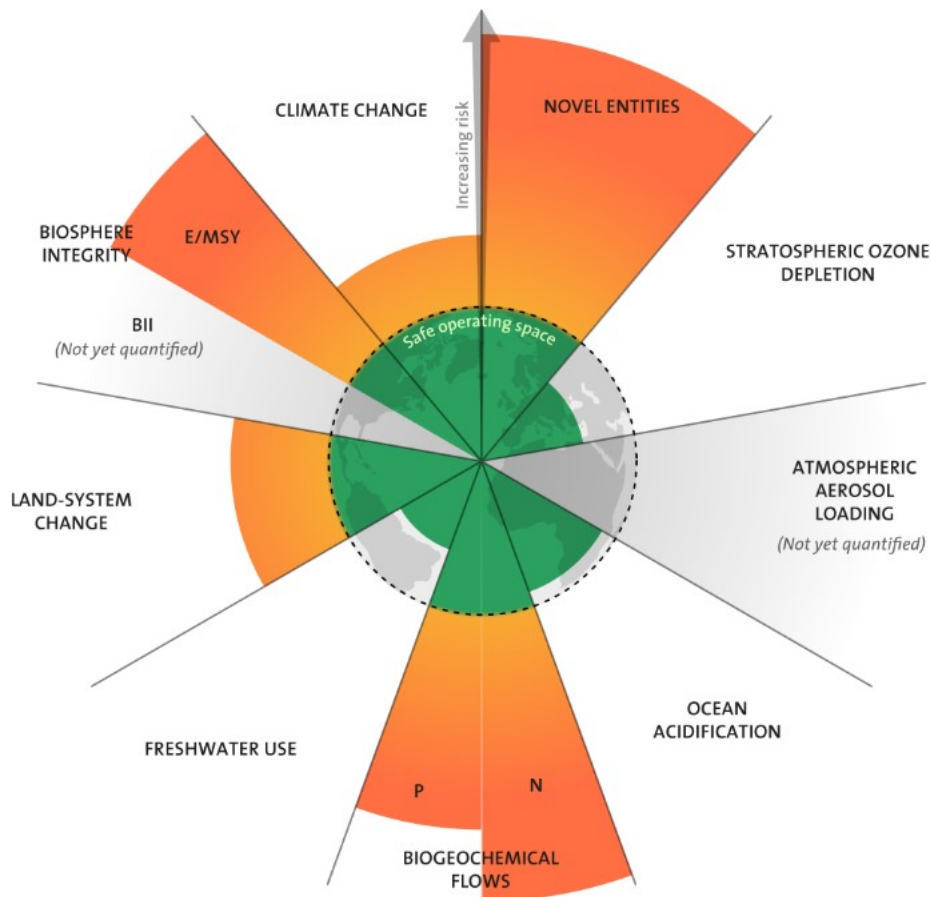 CLIMATE CHANGE
NOVEL ENTITIES
Increasing risk
BIOSPHERE
INTEGRITY
E/MSY
STRATOSPHERIC OZONE
DEPLETION
BII
(Not yet quantified)
Safe operating space
LAND-SYSTEM
CHANGE
ATMOSPHERIC
AEROSOL
LOADING
(Not yet quantified)
FRESHWATER USE
OCEAN
ACIDIFICATION
P
N
BIOGEOCHEMICAL
FLOWS